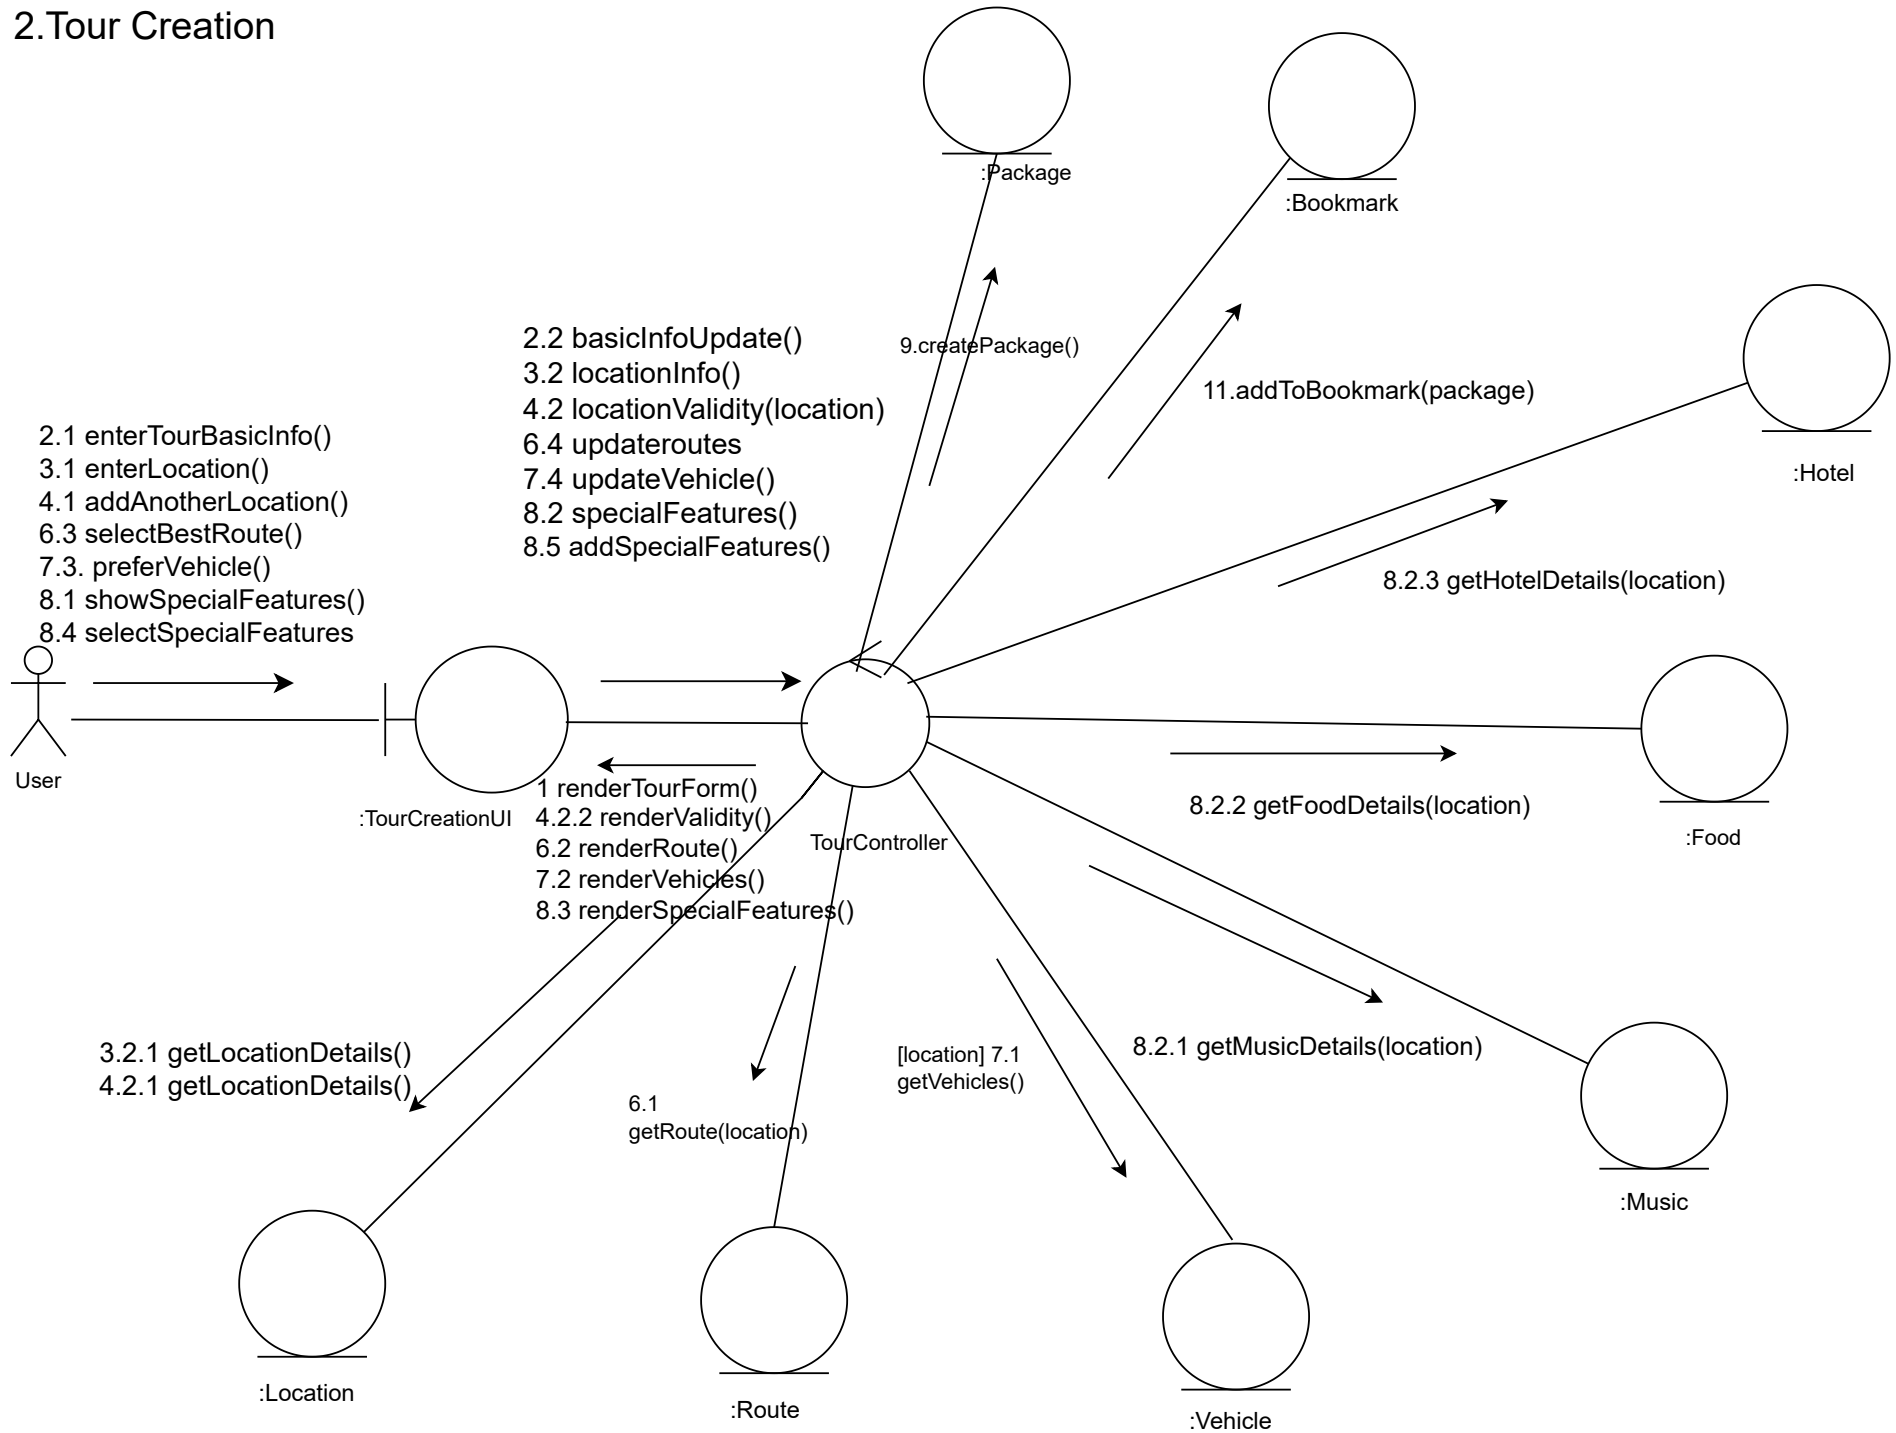 2.Tour Creation
:Package
:Bookmark
2.2 basicInfoUpdate()
3.2 locationInfo()
4.2 locationValidity(location)
6.4 updateroutes
7.4 updateVehicle()
8.2 specialFeatures()
8.5 addSpecialFeatures()
9.createPackage()
11.addToBookmark(package)
:Hotel
2.1 enterTourBasicInfo()
3.1 enterLocation()
4.1 addAnotherLocation()
6.3 selectBestRoute()
7.3. preferVehicle()
8.1 showSpecialFeatures()
8.4 selectSpecialFeatures
8.2.3 getHotelDetails(location)
User
:TourCreationUI
1 renderTourForm()
4.2.2 renderValidity()
6.2 renderRoute()
7.2 renderVehicles()
8.3 renderSpecialFeatures()
TourController
8.2.2 getFoodDetails(location)
:Food
3.2.1 getLocationDetails()
4.2.1 getLocationDetails()
6.1
getRoute(location)
[location] 7.1
getVehicles()
8.2.1 getMusicDetails(location)
:Music
:Location
:Route
:Vehicle